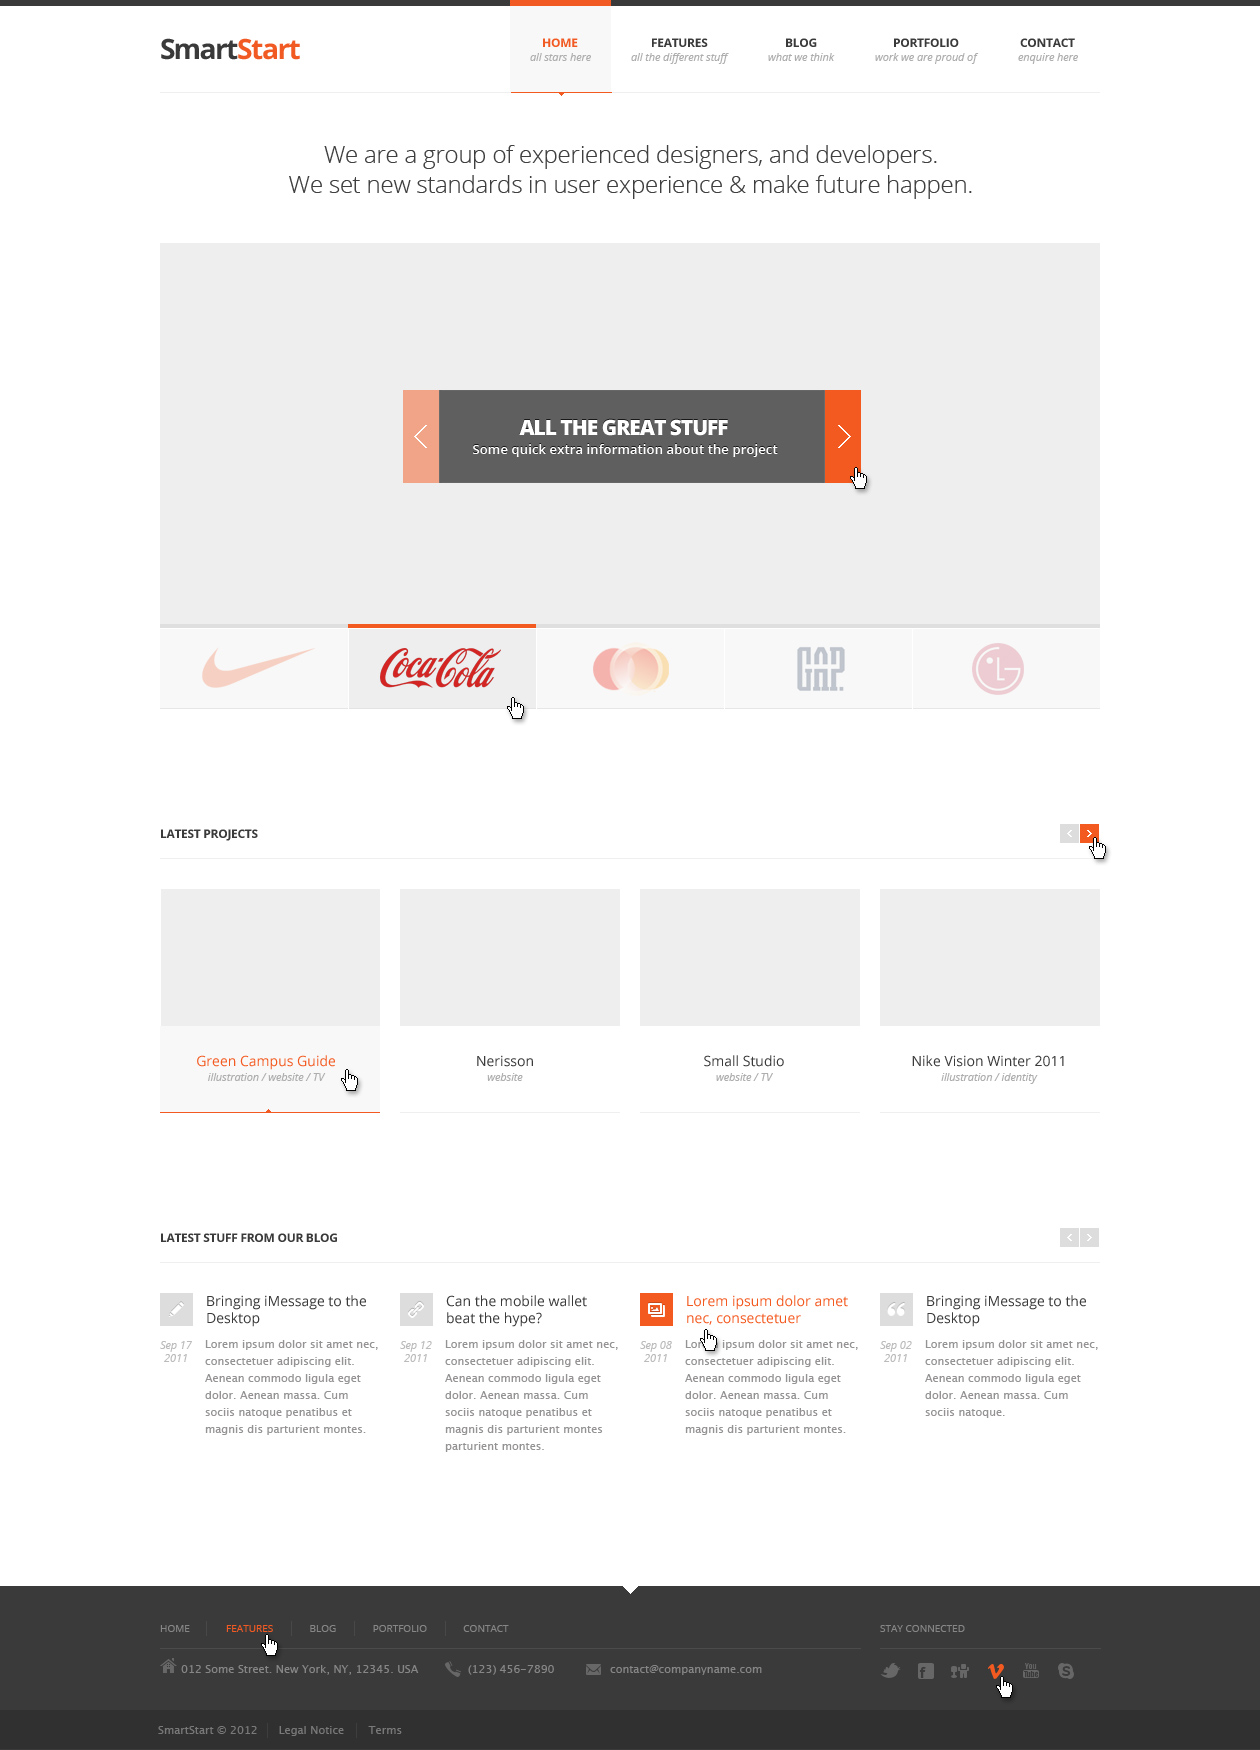 SmartStart
HOME
all stars here
FEATURES
all the different stuff
BLOG
what we think
PORTFOLIO
work we are proud of
CONTACT
enquire here
We are a group of experienced designers, and developers.
We set new standards in user experience & make future happen.
ALL THE GREAT STUFF
Some quick extra information about the project
Coca-Cola
GAP
GAP.
LG
LATEST PROJECTS
Green Campus Guide
illustration / website / TV
Nerisson
website
Small Studio
website / TV
Nike Vision Winter 2011
illustration / identity
LATEST STUFF FROM OUR BLOG
Bringing iMessage to the
Desktop
Sep 17
2011
Lorem ipsum dolor sit amet nec,
consectetuer adipiscing elit.
Aenean commodo ligula eget
dolor. Aenean massa. Cum
sociis natoque penatibus et
magnis dis parturient montes.
Can the mobile wallet
beat the hype?
Sep 12
2011
Lorem ipsum dolor sit amet nec,
consectetuer adipiscing elit.
Aenean commodo ligula eget
dolor. Aenean massa. Cum
sociis natoque penatibus et
magnis dis parturient montes
parturient montes.
Lorem ipsum dolor amet
nec, consectetuer
Sep 08
2011
Lorem ipsum dolor sit amet nec,
consectetuer adipiscing elit.
Aenean commodo ligula eget
dolor. Aenean massa. Cum
sociis natoque penatibus et
magnis dis parturient montes.
Bringing iMessage to the
Desktop
Sep 02
2011
Lorem ipsum dolor sit amet nec,
consectetuer adipiscing elit.
Aenean commodo ligula eget
dolor. Aenean massa. Cum
sociis natoque.
HOME
FEATURES
BLOG
PORTFOLIO
CONTACT
STAY CONNECTED
012 Some Street. New York, NY, 12345. USA
(123) 456-7890
contact@companyname.com
You
Tube
SmartStart © 2012
Legal Notice
Terms